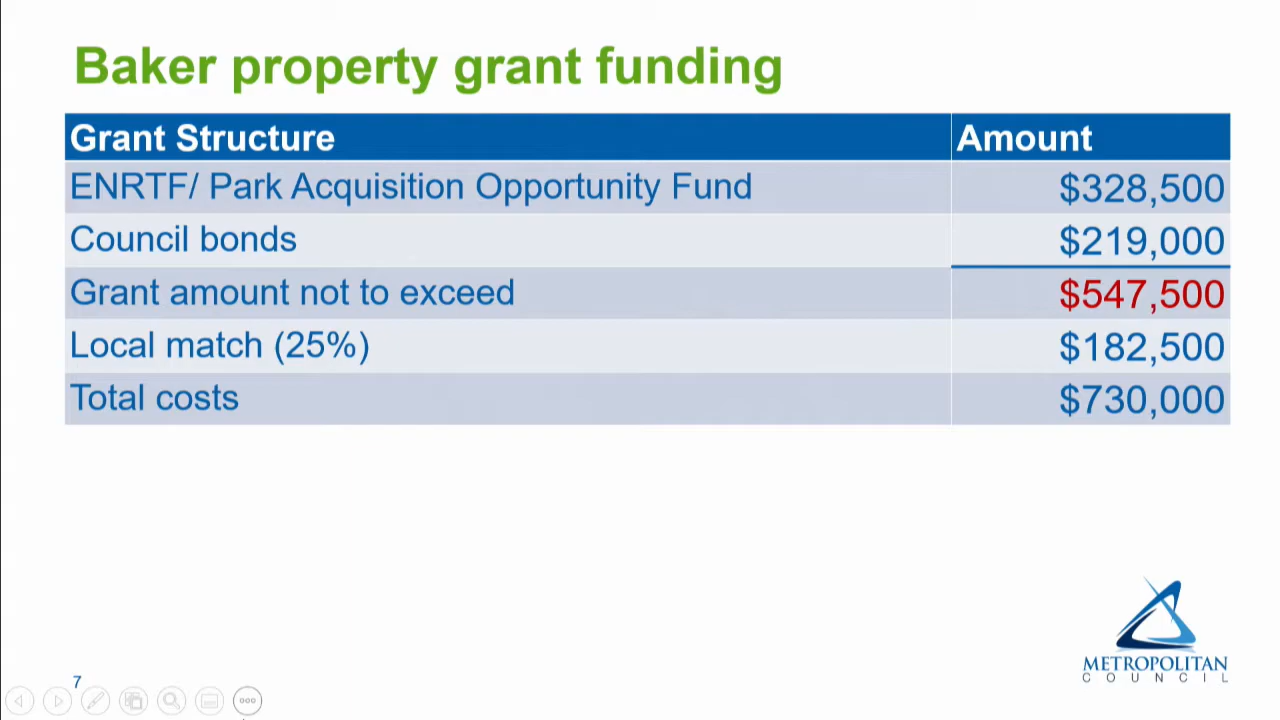 Baker property grant funding
Grant Structure Amount
ENRTF/ Park Acquisition Opportunity Fund $328,500
Council bonds $219,000
Grant amount not to exceed $547,500
Local match (25%) $182,500
Total costs $730,000
METROPOLITAN
COUNCIL
7